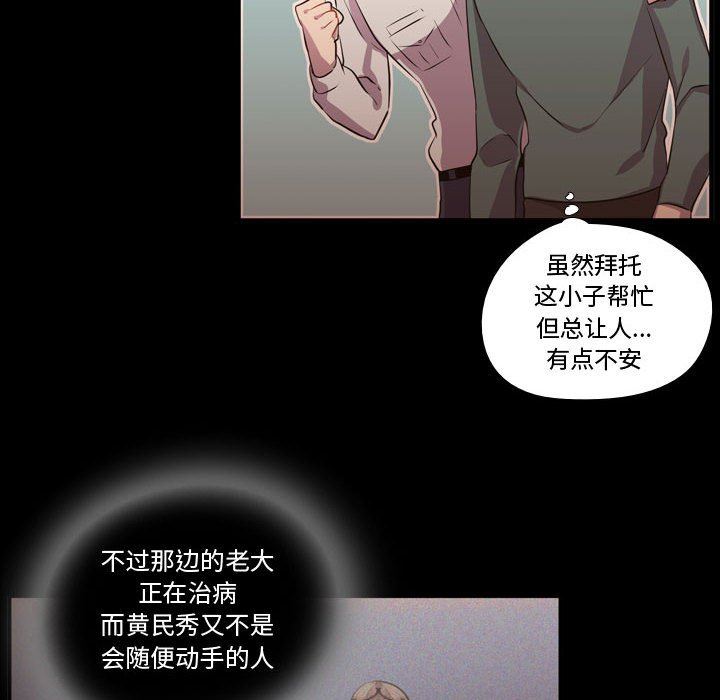 虽然拜托
这小子帮忙
但总让人...
有点不安
不过那边的老大
正在治病
而黄民秀又不是
会随便动手的人